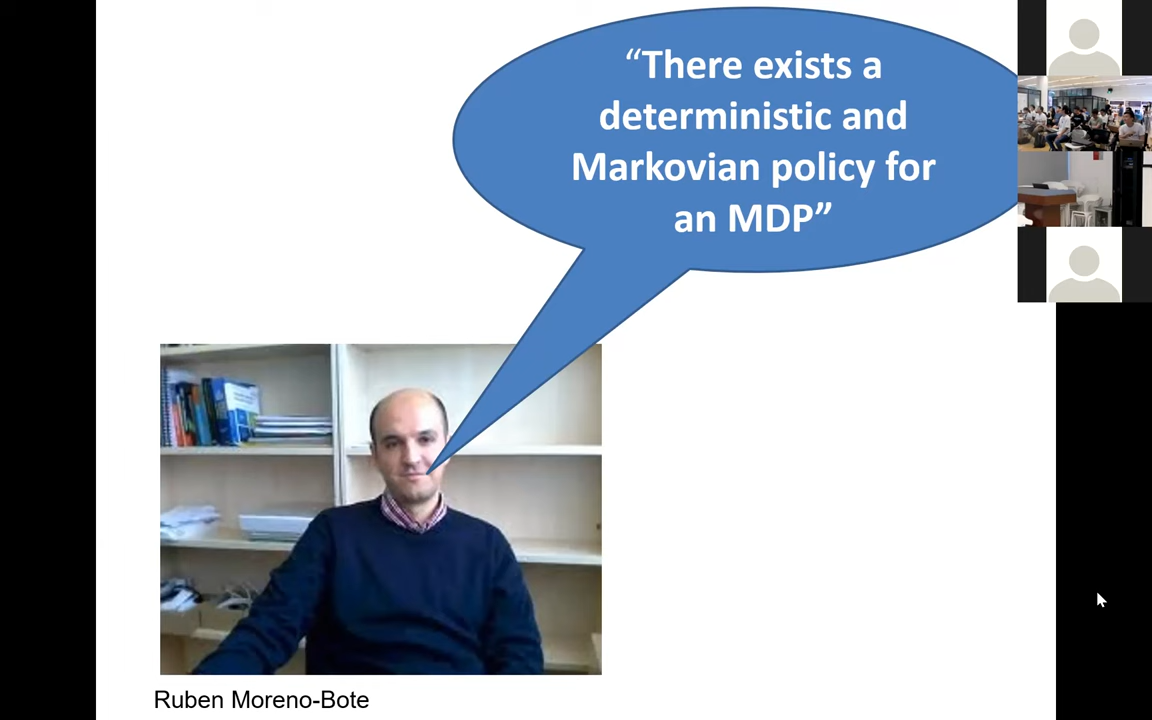 “There exists a
deterministic and
Markovian policy for
an MDP”
Ruben Moreno-Bote